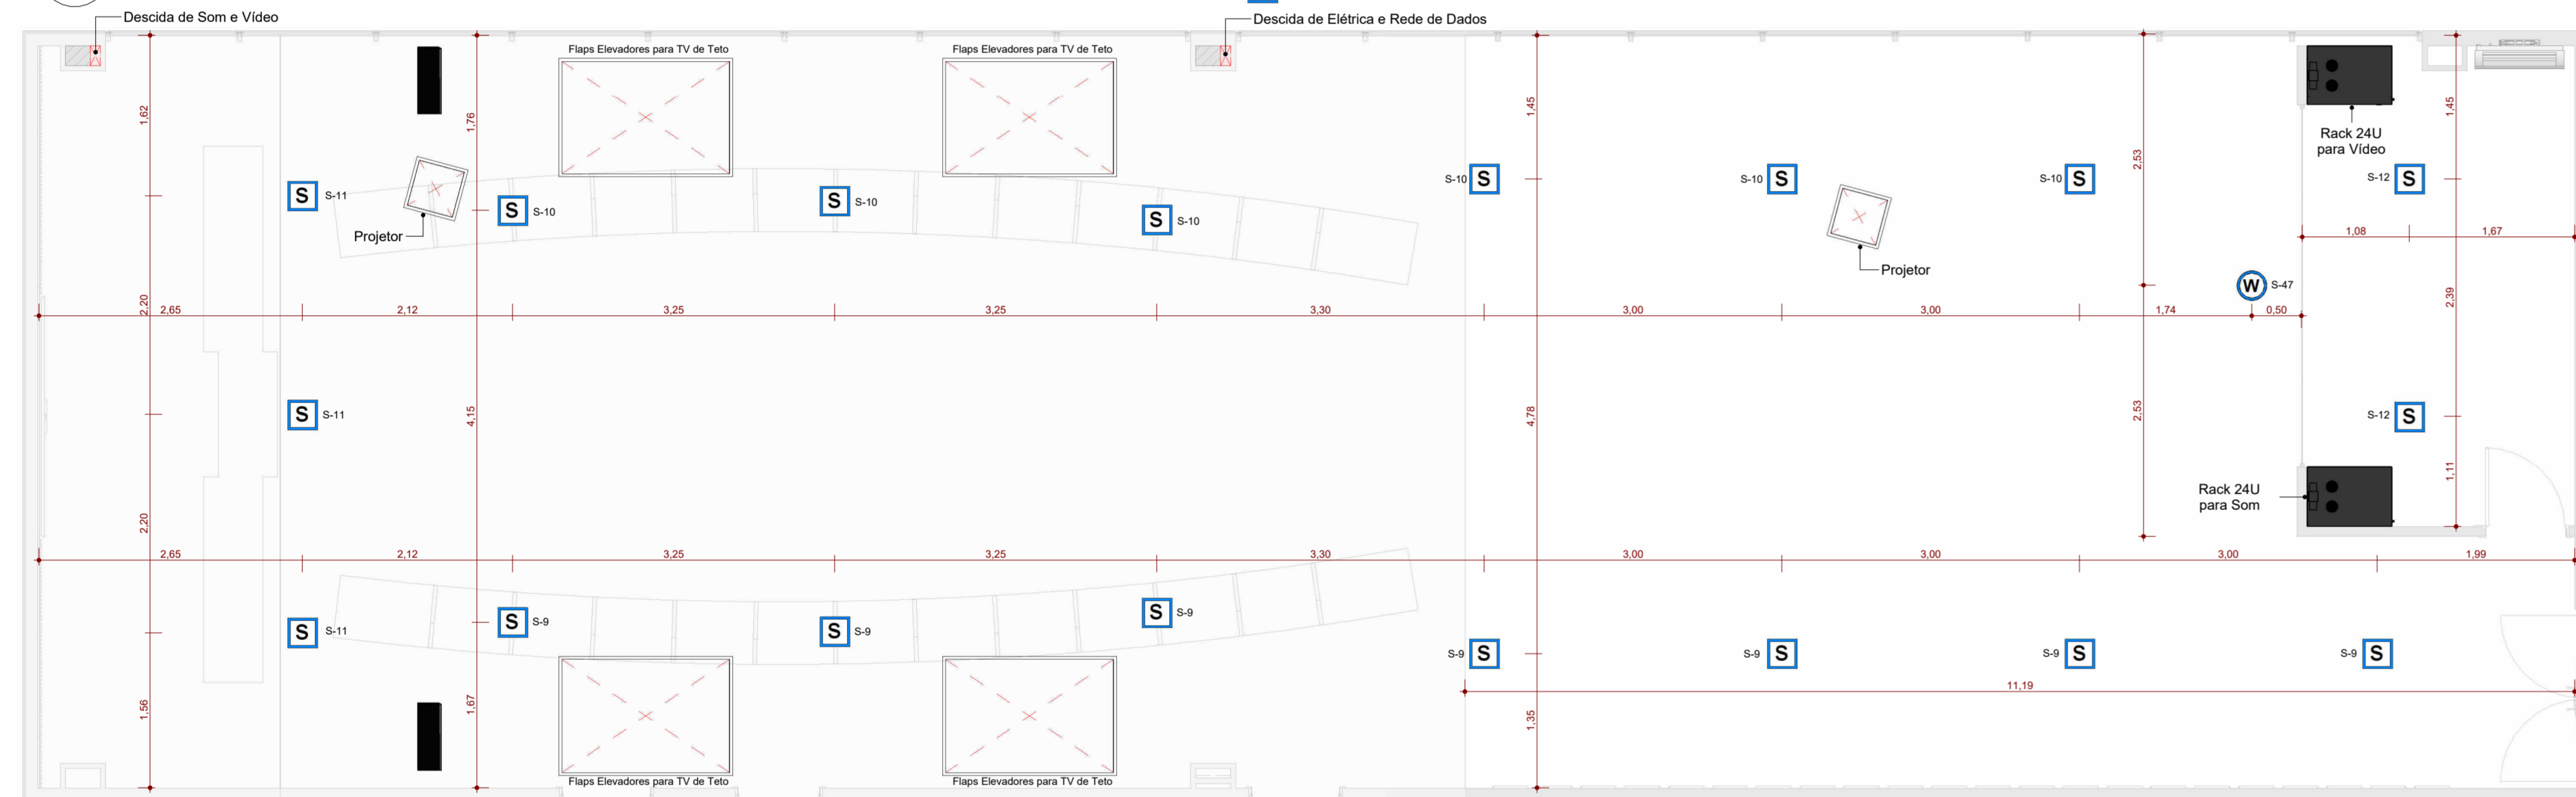 Descida de Som e Vídeo
Descida de Elétrica e Rede de Dados
Flaps Elevadores para TV de Teto
Flaps Elevadores para TV de Teto
1,62
1,76
1,45
2,53
1,45
Rack 24U
para Vídeo
S S-11
Projetor
S S-10
S S-10
S S-10
S-10 S
S-10 S
S-10 S
S-12 S
Projetor
1,08
1,67
W S-47
2,20
2,65
2,12
3,25
3,25
3,30
3,00
3,00
1,74
0,50
2,39
S S-11
4,15
4,78
2,53
S-12 S
1,11
Rack 24U
para Som
2,20
2,65
2,12
3,25
3,25
3,30
3,00
3,00
3,00
1,99
S S-11
S S-9
S S-9
S S-9
S-9 S
S-9 S
S-9 S
S-9 S
11,19
1,56
1,67
1,35
Flaps Elevadores para TV de Teto
Flaps Elevadores para TV de Teto